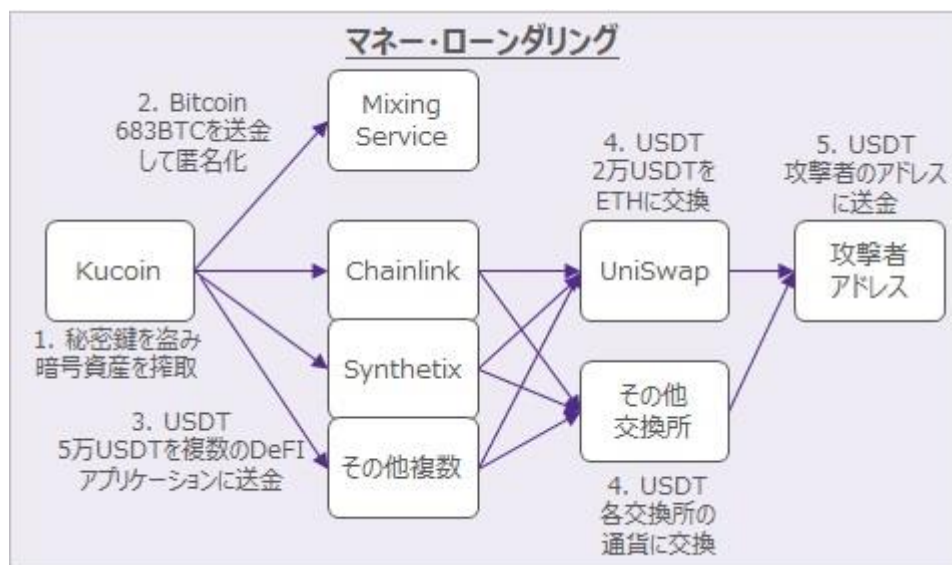 マネー・ローンダリング
2. Bitcoin
683BTCを送金
して匿名化
Mixing
Service
4. USDT
2万USDTを
ETHに交換
5. USDT
攻撃者のアドレス
に送金
Kucoin
Chainlink
UniSwap
攻撃者
アドレス
1. 秘密鍵を盗み
暗号資産を搾取
Synthetix
その他
交換所
3. USDT
5万USDTを複数のDeFI
アプリケーションに送金
その他複数
4. USDT
各交換所の
通貨に交換